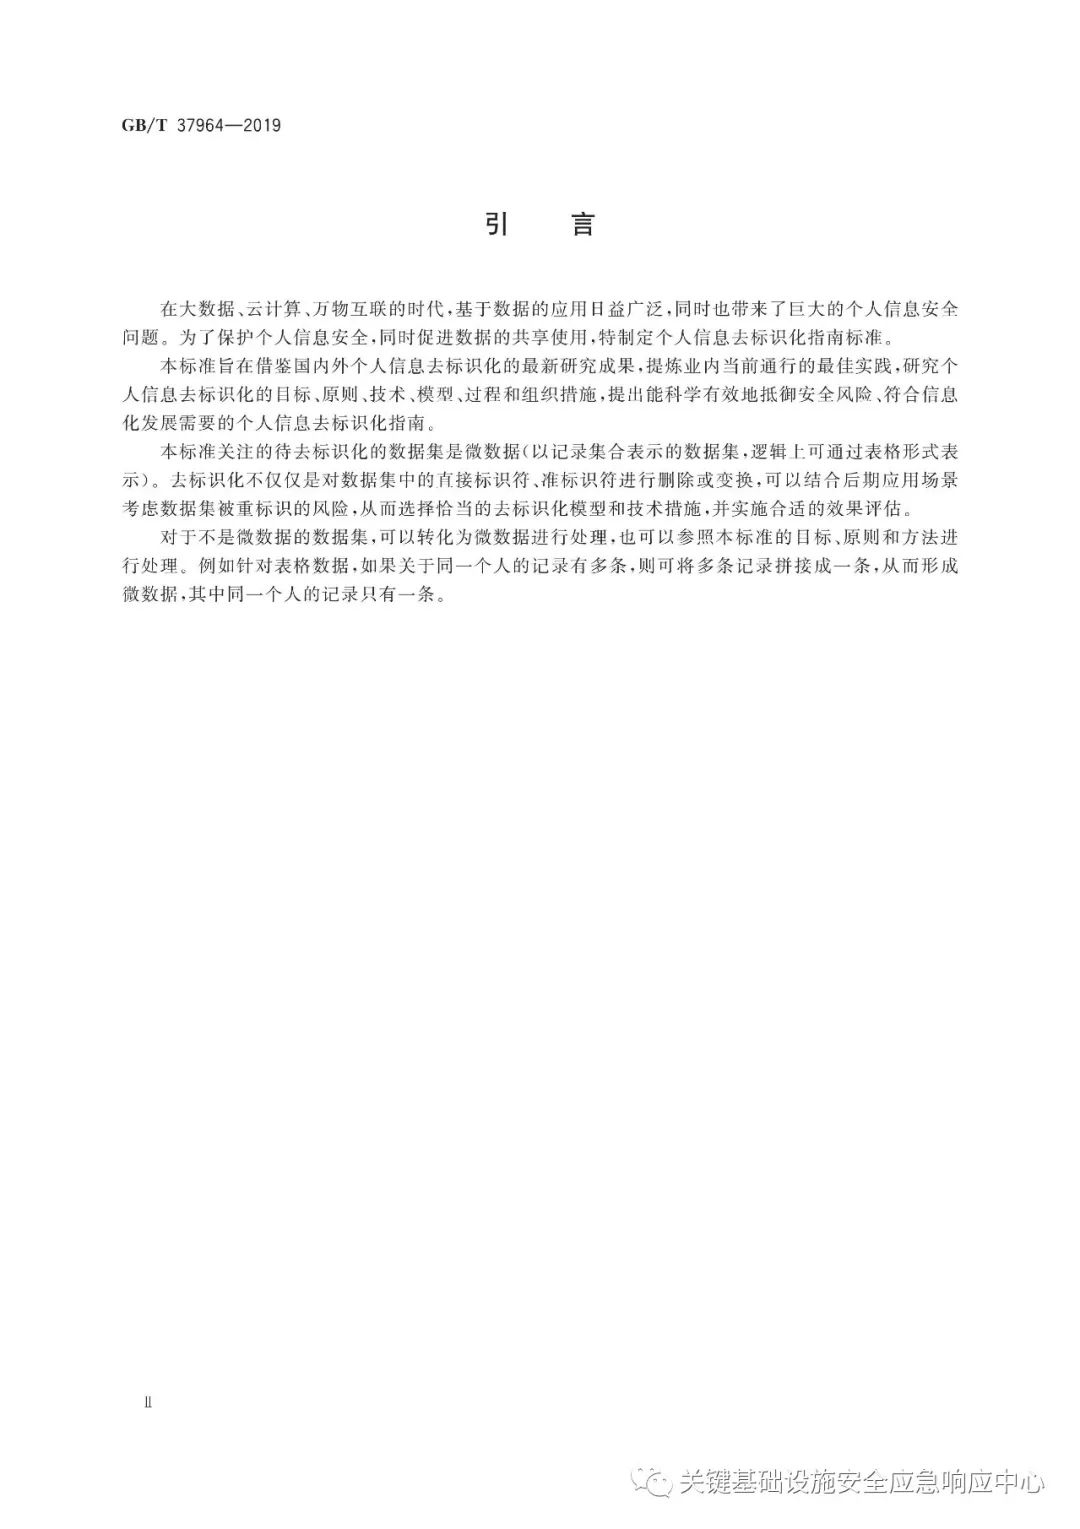 GB/T 37964—2019
引 言
在大数据、云计算、万物互联的时代,基于数据的应用日益广泛,同时也带来了巨大的个人信息安全
问题。为了保护个人信息安全,同时促进数据的共享使用,特制定个人信息去标识化指南标准。
本标准旨在借鉴国内外个人信息去标识化的最新研究成果,提炼业内当前通行的最佳实践,研究个
人信息去标识化的目标、原则、技术、模型、过程和组织措施,提出能科学有效地抵御安全风险、符合信息
化发展需要的个人信息去标识化指南。
本标准关注的待去标识化的数据集是微数据(以记录集合表示的数据集,逻辑上可通过表格形式表
示)。去标识化不仅仅是对数据集中的直接标识符、准标识符进行删除或变换,可以结合后期应用场景
考虑数据集被重标识的风险,从而选择恰当的去标识化模型和技术措施,并实施合适的效果评估。
对于不是微数据的数据集,可以转化为微数据进行处理,也可以参照本标准的目标、原则和方法进
行处理。例如针对表格数据,如果关于同一个人的记录有多条,则可将多条记录拼接成一条,从而形成
微数据,其中同一个人的记录只有一条。
Ⅱ
关键基础设施安全应急响应中心